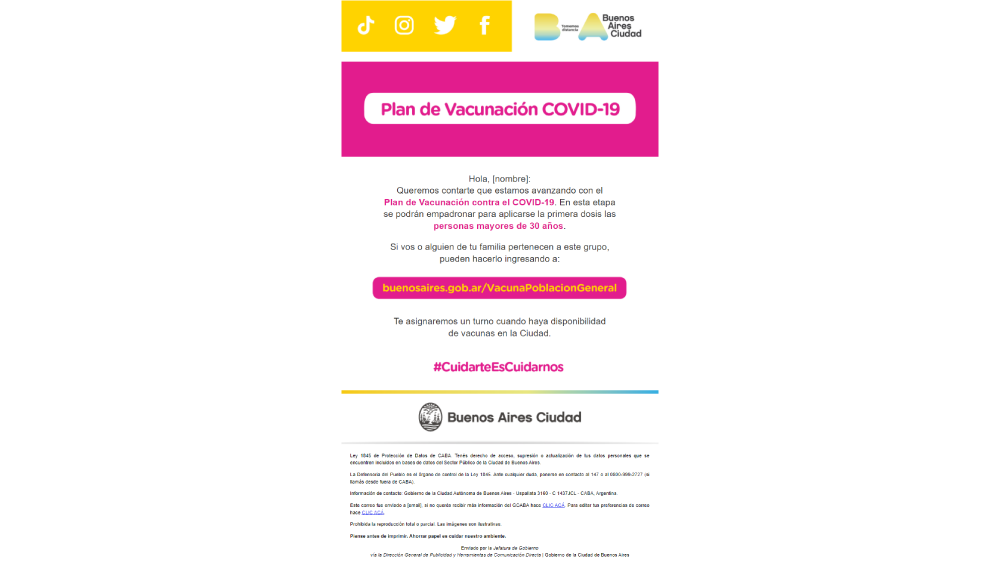 Buenos
Aires
Ciudad
Plan de Vacunación COVID-19
Hola, [nombre]:
Queremos contarte que estamos avanzando con el
Plan de Vacunación contra el COVID-19. En esta etapa
se podrán empadronar para aplicarse la primera dosis las
personas mayores de 30 años.
Si vos o alguien de tu familia pertenecen a este grupo,
pueden hacerlo ingresando a:
buenosaires.gob.ar/VacunaPoblacionGeneral
Te asignaremos un turno cuando haya disponibilidad
de vacunas en la Ciudad.
#CuidarteEsCuidarnos
Buenos Aires Ciudad
Ley 1845 de Protección de Datos de CABA. Tenés derecho de acceso, supresión o actualización de tus datos personales que se
encuentren incluidos en bases de datos del Sector Público de la Ciudad de Buenos Aires.
La Defensoría del Pueblo es el órgano de control de la Ley 1845. Ante cualquier duda, ponerse en contacto al 147 o al 0800-999-2727 (si
llamás desde fuera de CABA).
Información de contacto: Gobierno de la Ciudad Autónoma de Buenos Aires - Uspallata 3160 - C 1437JCL - CABA, Argentina.
Este correo fue enviado a [email], si no querés recibir más información del GCABA hacé CLIC ACÁ. Para editar tus preferencias de correo
hacé CLIC ACÁ.
Prohibida la reproducción total o parcial. Las imágenes son ilustrativas.
Piense antes de imprimir. Ahorrar papel es cuidar nuestro ambiente.
Emitado por la Jefatura de Gobierno
vía la Dirección General de Publicidad y Herramientas de Comunicación Directa | Gobierno de la Ciudad de Buenos Aires